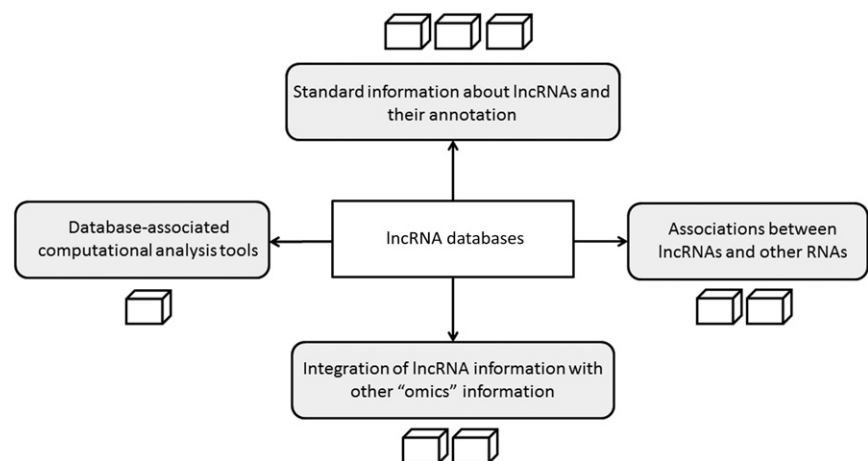 Standard information about lncRNAs and
their annotation
Database-associated
computational analysis tools
lncRNA databases
Associations between
lncRNAs and other RNAs
Integration of lncRNA information with
other “omics” information